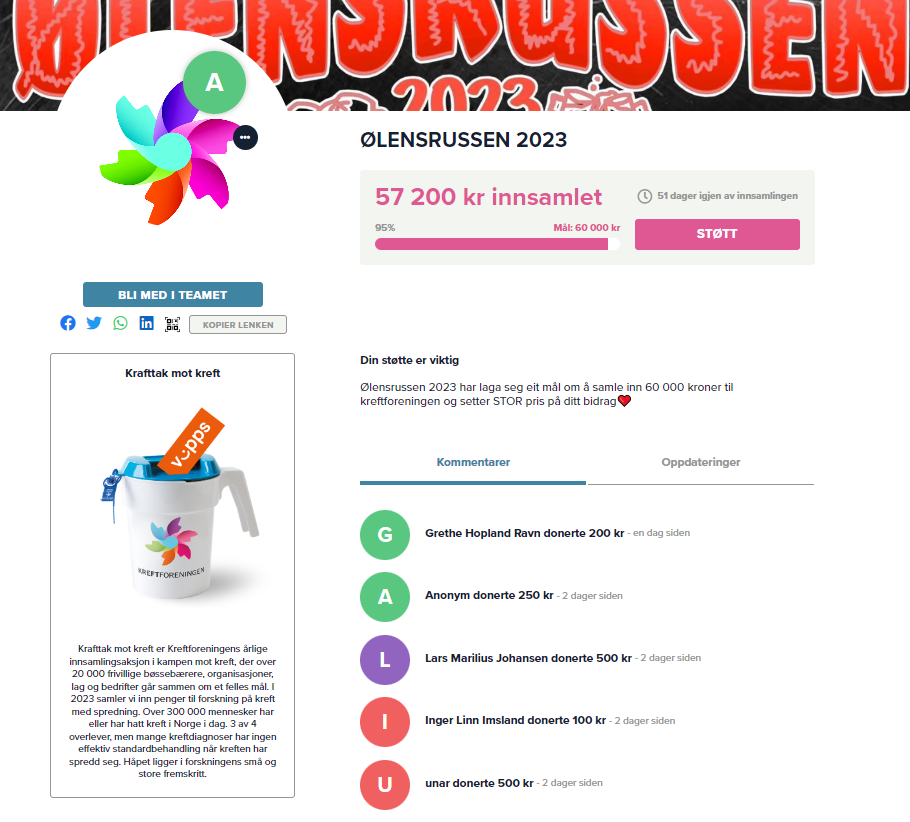 ØLENSRUSSEN
2023
A
ØLENSRUSSEN 2023
57 200 kr innsamlet
51 dager igjen av innsamlingen
95%
Mål: 60 000 kr
STØTT
BLI MED I TEAMET
KOPIER LENKEN
Krafttak mot kreft
vipps
KREFTFORENINGEN
Krafttak mot kreft er Kreftforeningens årlige
innsamlingsaksjon i kampen mot kreft, der over
20 000 frivillige bøssebærere, organisasjoner,
lag og bedrifter går sammen om et felles mål. I
2023 samler vi inn penger til forskning på kreft
med spredning. Over 300 000 mennesker har
eller har hatt kreft i Norge i dag. 3 av 4
overlever, men mange kreftdiagnoser har ingen
effektiv standardbehandling når kreften har
spredd seg. Håpet ligger i forskningens små og
store fremskritt.
Din støtte er viktig
Ølensrussen 2023 har laga seg eit mål om å samle inn 60 000 kroner til
kreftforeningen og setter STOR pris på ditt bidrag❤️
Kommentarer
Oppdateringer
G
Grethe Hopland Ravn donerte 200 kr - en dag siden
A
Anonym donerte 250 kr - 2 dager siden
L
Lars Marilius Johansen donerte 500 kr - 2 dager siden
I
Inger Linn Imsland donerte 100 kr - 2 dager siden
U
unar donerte 500 kr - 2 dager siden